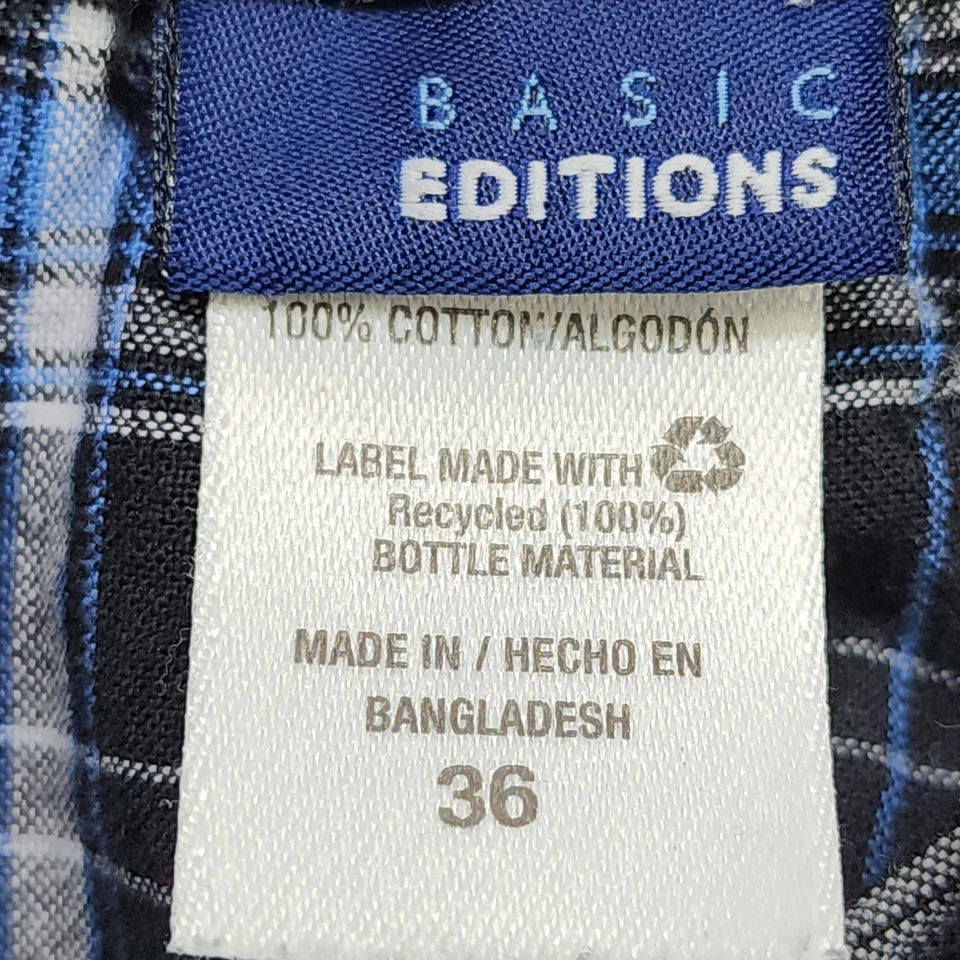 BASIC
EDITIONS
100% COTTON/ALGODÓN
LABEL MADE WITH
Recycled (100%)
BOTTLE MATERIAL
MADE IN / HECHO EN
BANGLADESH
36